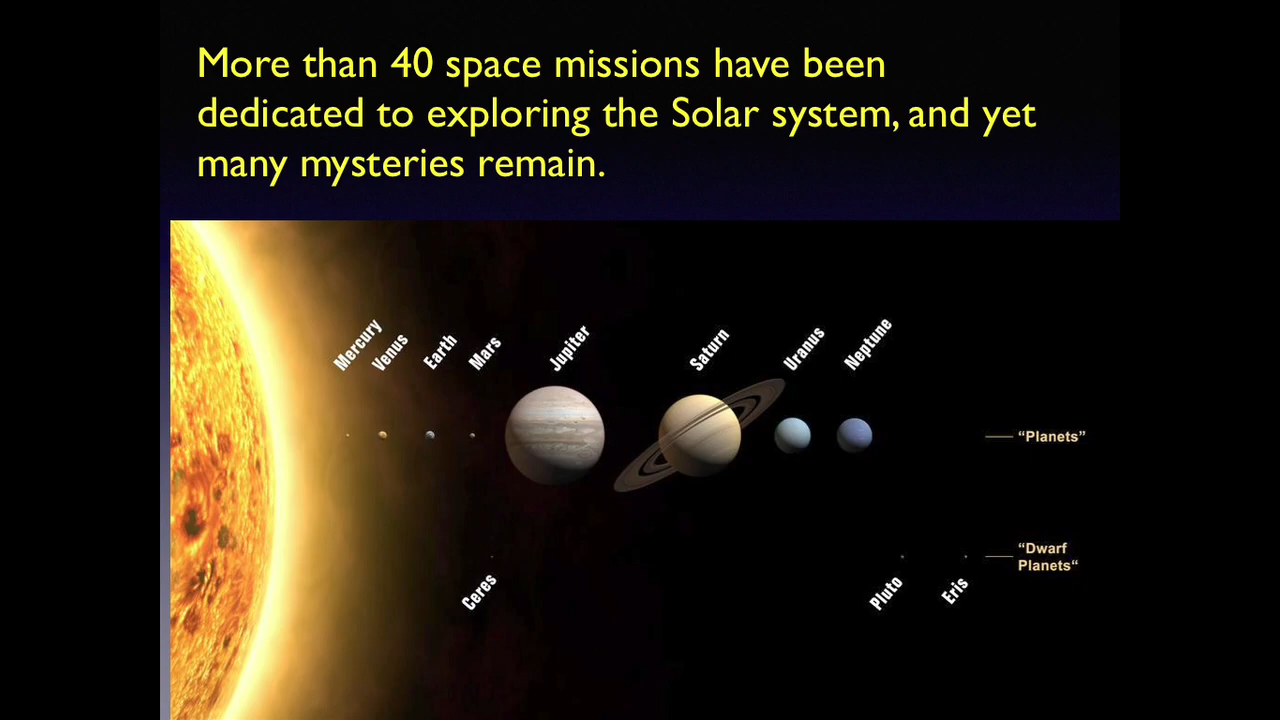 More than 40 space missions have been
dedicated to exploring the Solar system, and yet
many mysteries remain.
Mercury
Venus
Earth
Mars
Jupiter
Saturn
Uranus
Neptune
“Planets”
Ceres
Pluto
Eris
“Dwarf
Planets“